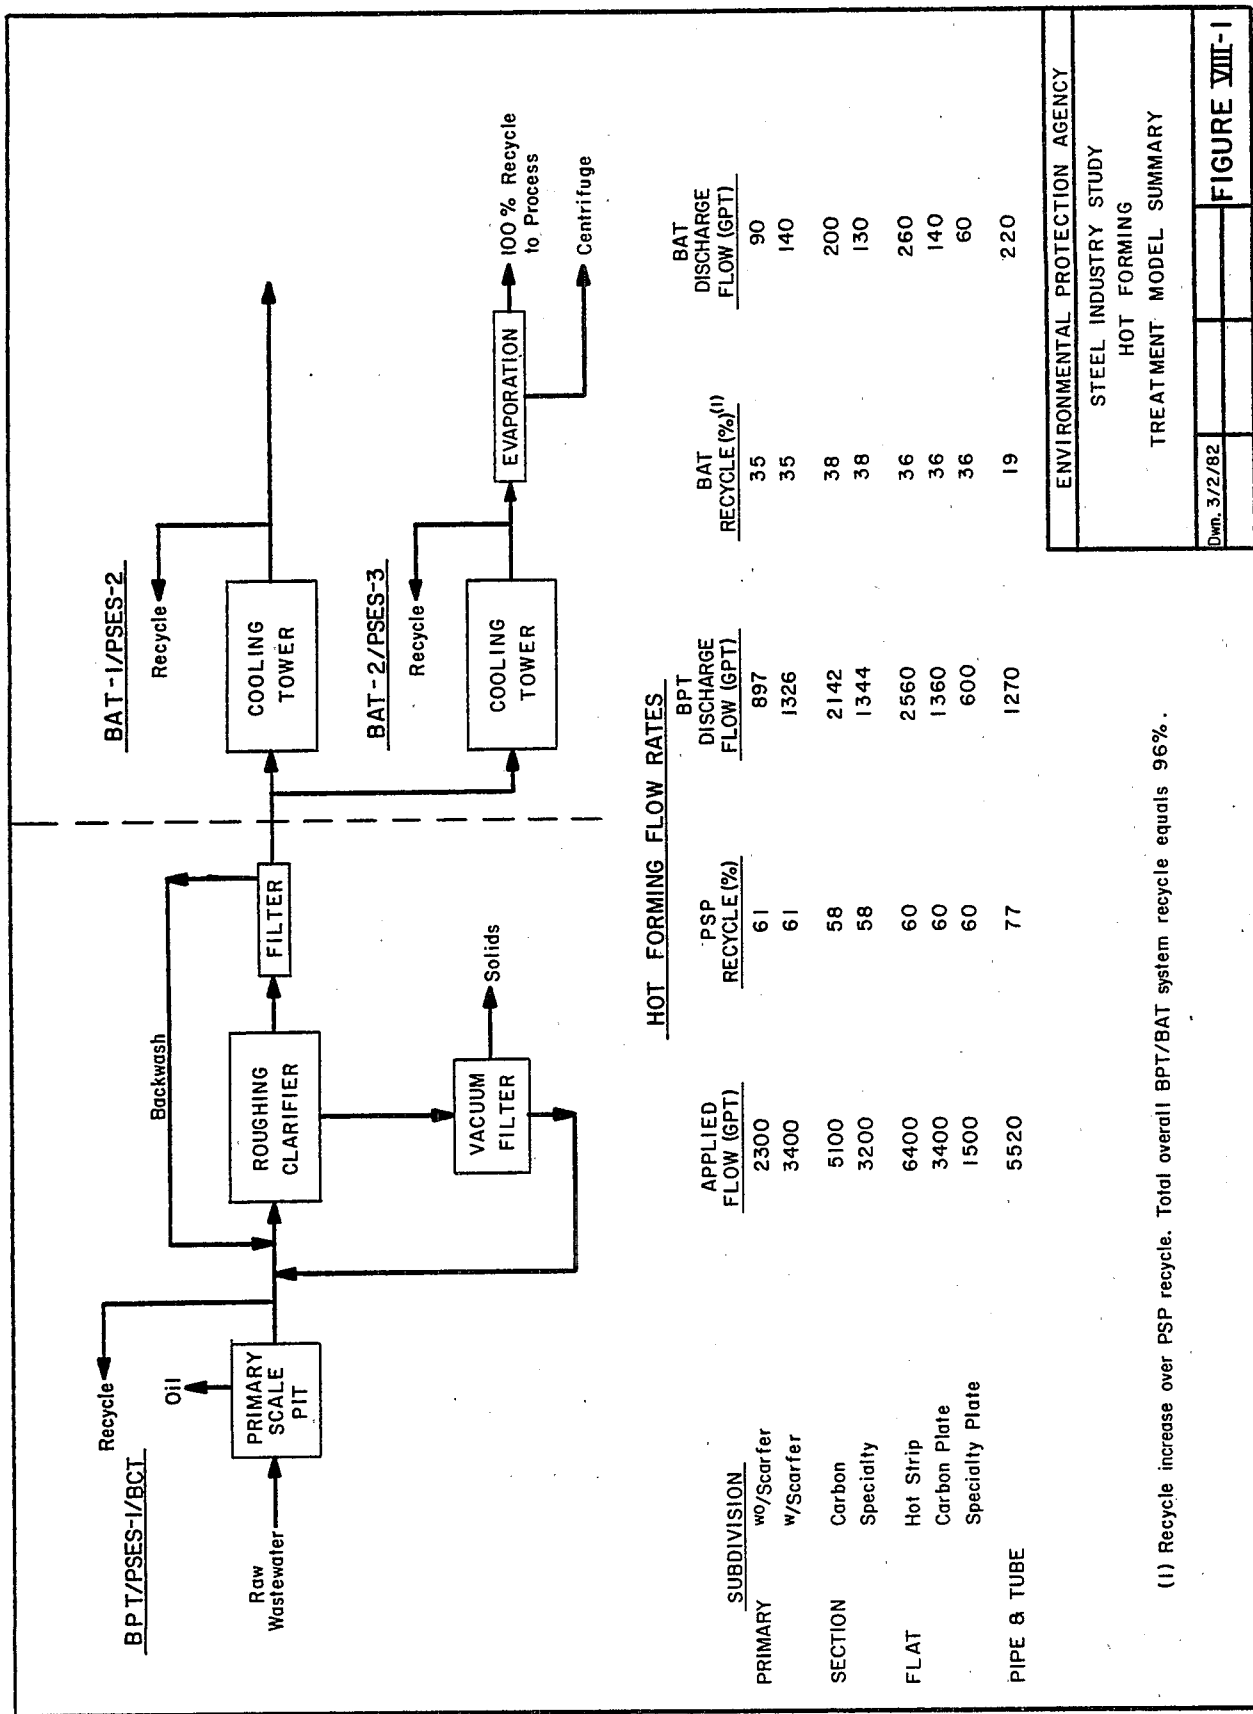 BPT/PSES-1/BCT
Recycle
Oil
Raw
Wastewater
PRIMARY
SCALE
PIT
Backwash
ROUGHING
CLARIFIER
FILTER
VACUUM
FILTER
Solids
BAT-1/PSES-2
Recycle
COOLING
TOWER
BAT-2/PSES-3
Recycle
COOLING
TOWER
EVAPORATION
100 % Recycle
to Process
Centrifuge
HOT FORMING FLOW RATES
SUBDIVISION APPLIED FLOW (GPT) PSP RECYCLE (%) BPT DISCHARGE FLOW (GPT) BAT RECYCLE (%)(1) BAT DISCHARGE FLOW (GPT)
PRIMARY wo/Scarfer 2300 61 897 35 90
w/Scarfer 3400 61 1326 35 140
SECTION Carbon 5100 58 2142 38 200
Specialty 3200 58 1344 38 130
FLAT Hot Strip 6400 60 2560 36 260
Carbon Plate 3400 60 1360 36 140
Specialty Plate 1500 60 600 36 60
PIPE & TUBE 5520 77 1270 19 220
(1) Recycle increase over PSP recycle. Total overall BPT/BAT system recycle equals 96%.
ENVIRONMENTAL PROTECTION AGENCY
STEEL INDUSTRY STUDY
HOT FORMING
TREATMENT MODEL SUMMARY
Dwn. 3/2/82
FIGURE VIII-1